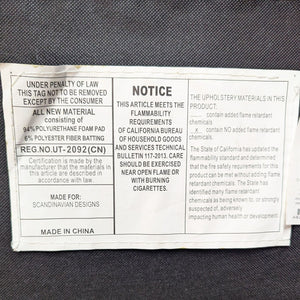 UNDER PENALTY OF LAW
THIS TAG NOT TO BE REMOVED
EXCEPT BY THE CONSUMER
ALL NEW MATERIAL
consisting of
94% POLYURETHANE FOAM PAD
6% POLYESTER FIBER BATTING
REG.NO.UT-2092(CN)
Certification is made by the
manufacturer that the materials in
this article are described in
accordance with law.
MADE FOR:
SCANDINAVIAN DESIGNS
MADE IN CHINA
NOTICE
THIS ARTICLE MEETS THE
FLAMMABILITY
REQUIREMENTS
OF CALIFORNIA BUREAU
OF HOUSEHOLD GOODS
AND SERVICES TECHNICAL
BULLETIN 117-2013. CARE
SHOULD BE EXERCISED
NEAR OPEN FLAME OR
WITH BURNING
CIGARETTES.
THE UPHOLSTERY MATERIALS IN THIS
PRODUCT:
contain added flame retardant
chemicals
x contain NO added flame retardant
chemicals
The State of California has updated the
flammability standard and determined
that the fire safety requirements for this
product can be met without adding flame
retardant chemicals. The State has
identified many flame retardant
chemicals as being known to, or strongly
suspected of, adversely
impacting human health or development.